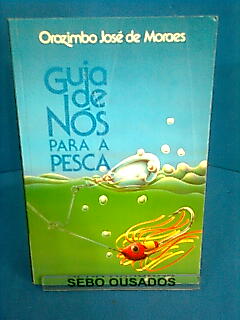 Orozimbo José de Moraes
Guia
de
NÓS
PARA A
PESCA
SEBO OUSADOS